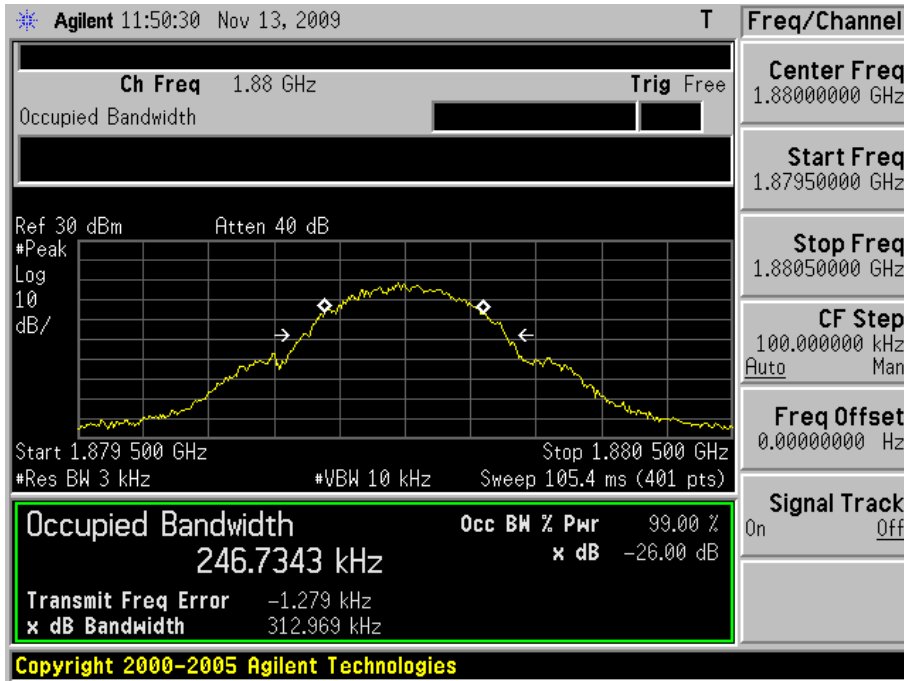 Agilent 11:50:30 Nov 13, 2009 T
Freq/Channel
Ch Freq 1.88 GHz Trig Free
Occupied Bandwidth
Center Freq
1.88000000 GHz
Start Freq
1.87950000 GHz
Stop Freq
1.88050000 GHz
CF Step
100.000000 kHz
Auto Man
Freq Offset
0.00000000 Hz
Signal Track
On Off
Ref 30 dBm Atten 40 dB
#Peak
Log
10
dB/
Start 1.879 500 GHz Stop 1.880 500 GHz
#Res BW 3 kHz #VBW 10 kHz Sweep 105.4 ms (401 pts)
Occupied Bandwidth Occ BW % Pwr 99.00 %
246.7343 kHz x dB -26.00 dB
Transmit Freq Error -1.279 kHz
x dB Bandwidth 312.969 kHz
Copyright 2000-2005 Agilent Technologies